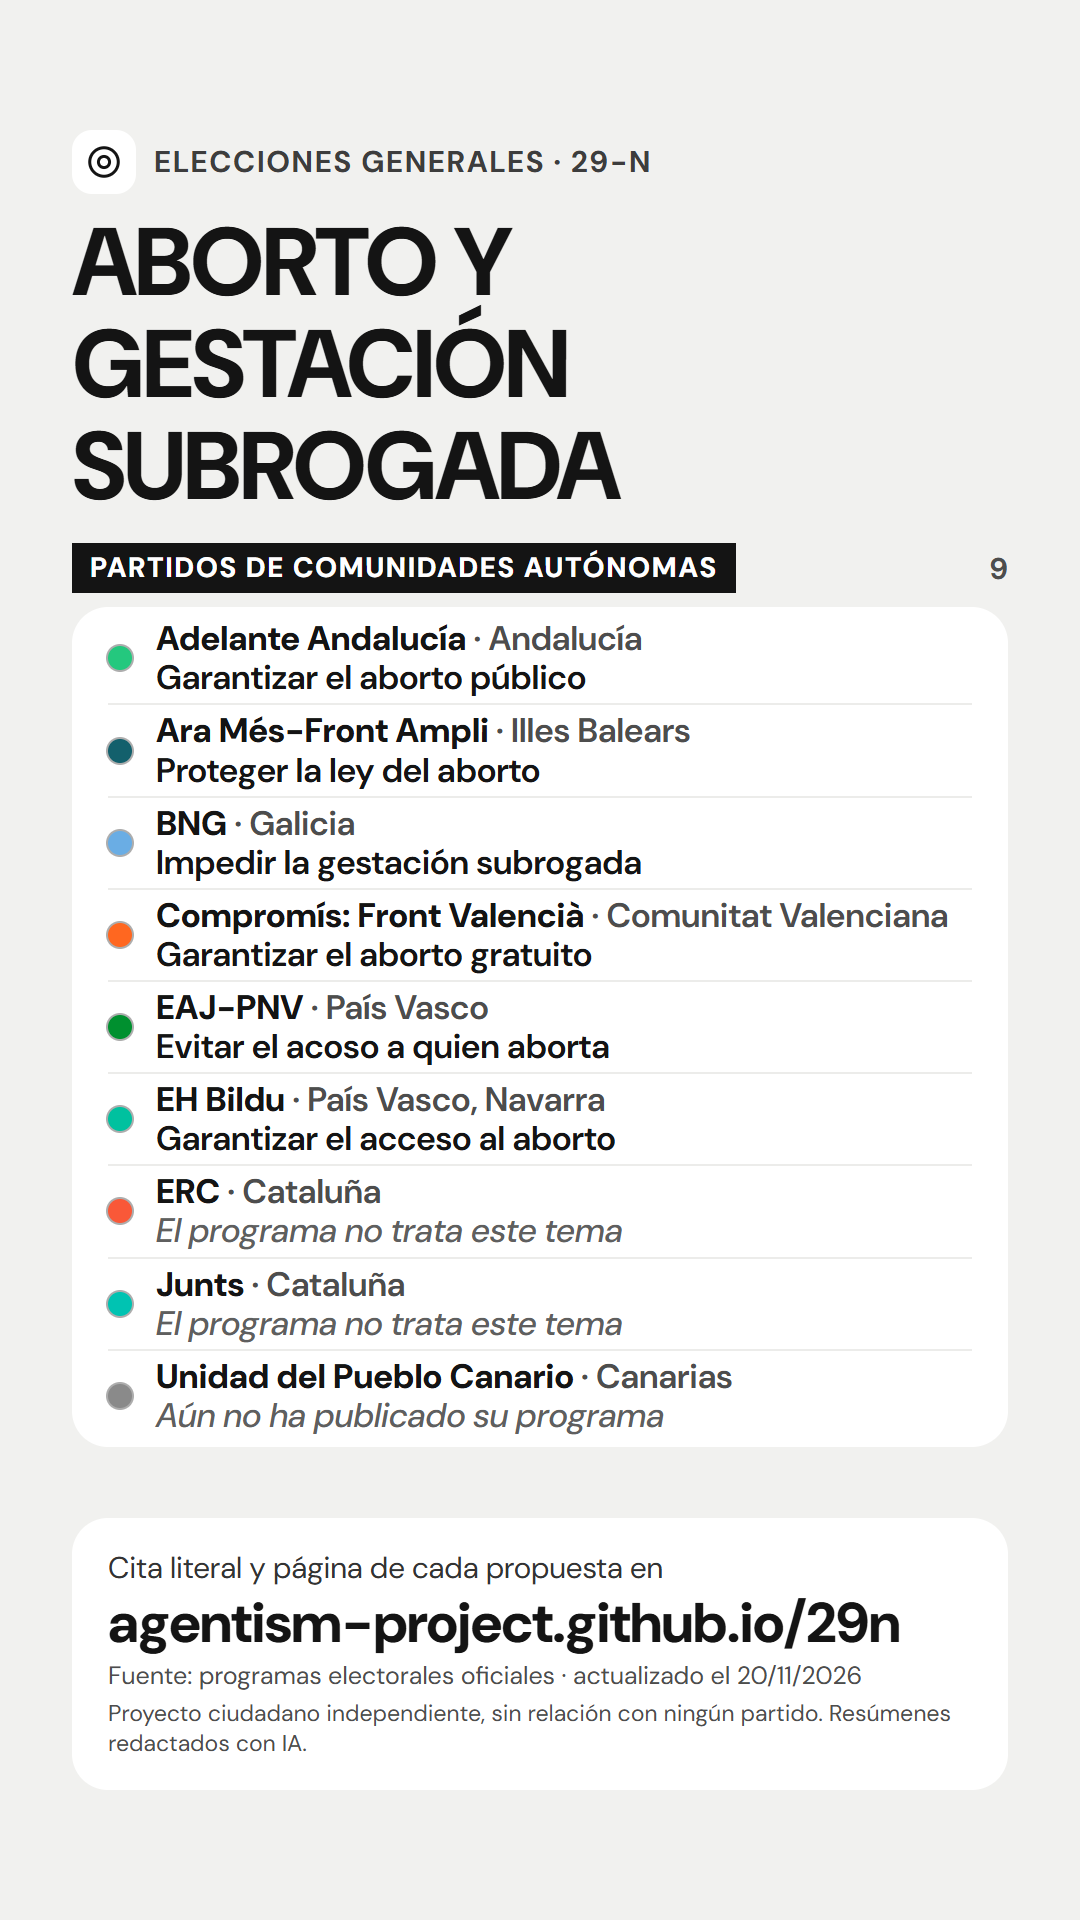 ELECCIONES GENERALES · 29-N
ABORTO Y
GESTACIÓN
SUBROGADA
PARTIDOS DE COMUNIDADES AUTÓNOMAS 9
Adelante Andalucía · Andalucía
Garantizar el aborto público
Ara Més-Front Ampli · Illes Balears
Proteger la ley del aborto
BNG · Galicia
Impedir la gestación subrogada
Compromís: Front Valencià · Comunitat Valenciana
Garantizar el aborto gratuito
EAJ-PNV · País Vasco
Evitar el acoso a quien aborta
EH Bildu · País Vasco, Navarra
Garantizar el acceso al aborto
ERC · Cataluña
El programa no trata este tema
Junts · Cataluña
El programa no trata este tema
Unidad del Pueblo Canario · Canarias
Aún no ha publicado su programa
Cita literal y página de cada propuesta en
agentism-project.github.io/29n
Fuente: programas electorales oficiales · actualizado el 20/11/2026
Proyecto ciudadano independiente, sin relación con ningún partido. Resúmenes
redactados con IA.